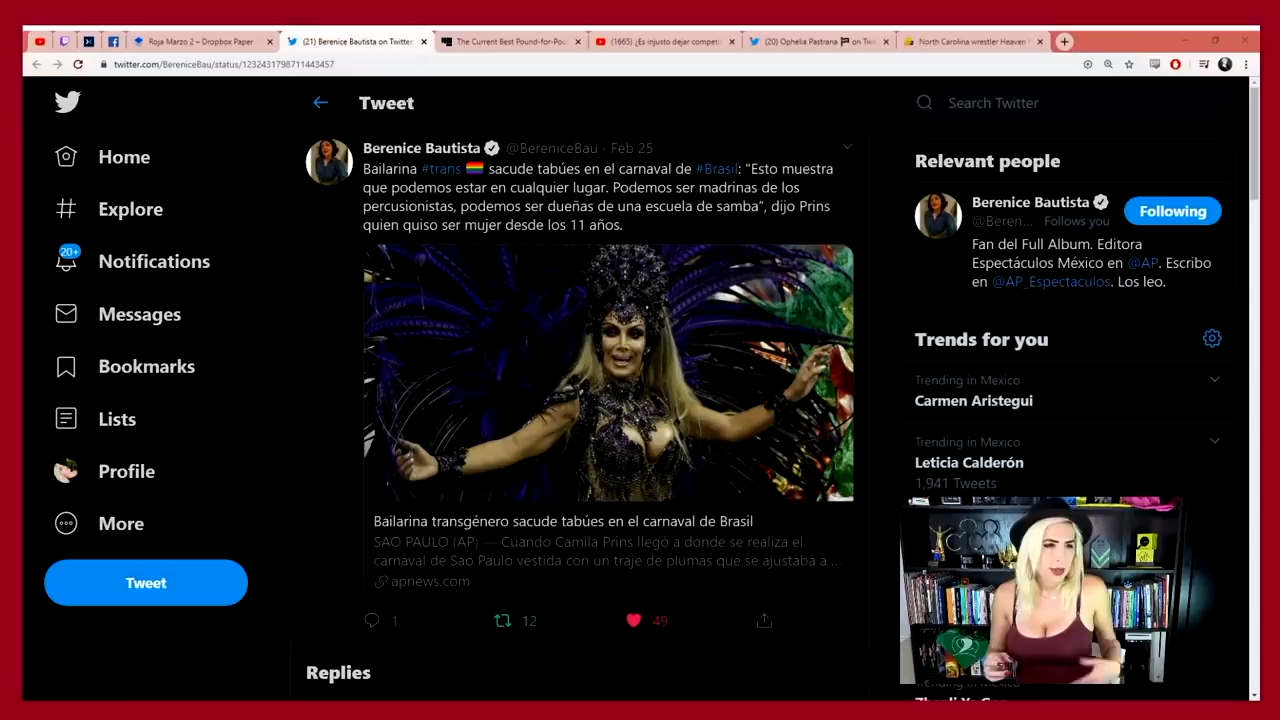 Roja Marzo 2 – Dropbox Paper
(21) Berenice Bautista on Twitter
The Current Best Pound-for-Pou
(1665) ¿Es injusto dejar compet
(20) Ophelia Pastrana on Twi
North Carolina wrestler Heaven
twitter.com/BereniceBau/status/1232431798711443457
Home
Explore
20+
Notifications
Messages
Bookmarks
Lists
Profile
More
Tweet
Tweet
Berenice Bautista @BereniceBau · Feb 25
Bailarina #trans sacude tabúes en el carnaval de #Brasil: "Esto muestra
que podemos estar en cualquier lugar. Podemos ser madrinas de los
percusionistas, podemos ser dueñas de una escuela de samba", dijo Prins
quien quiso ser mujer desde los 11 años.
Bailarina transgénero sacude tabúes en el carnaval de Brasil
SAO PAULO (AP) — Cuando Camila Prins llegó a donde se realiza el
carnaval de Sao Paulo vestida con un traje de plumas que se ajustaba a ...
apnews.com
1 12 49
Replies
Search Twitter
Relevant people
Berenice Bautista
@Beren... Follows you
Following
Fan del Full Album. Editora
Espectáculos México en @AP. Escribo
en @AP_Espectaculos. Los leo.
Trends for you
Trending in Mexico
Carmen Aristegui
Trending in Mexico
Leticia Calderón
1,941 Tweets
Trending in Mexico